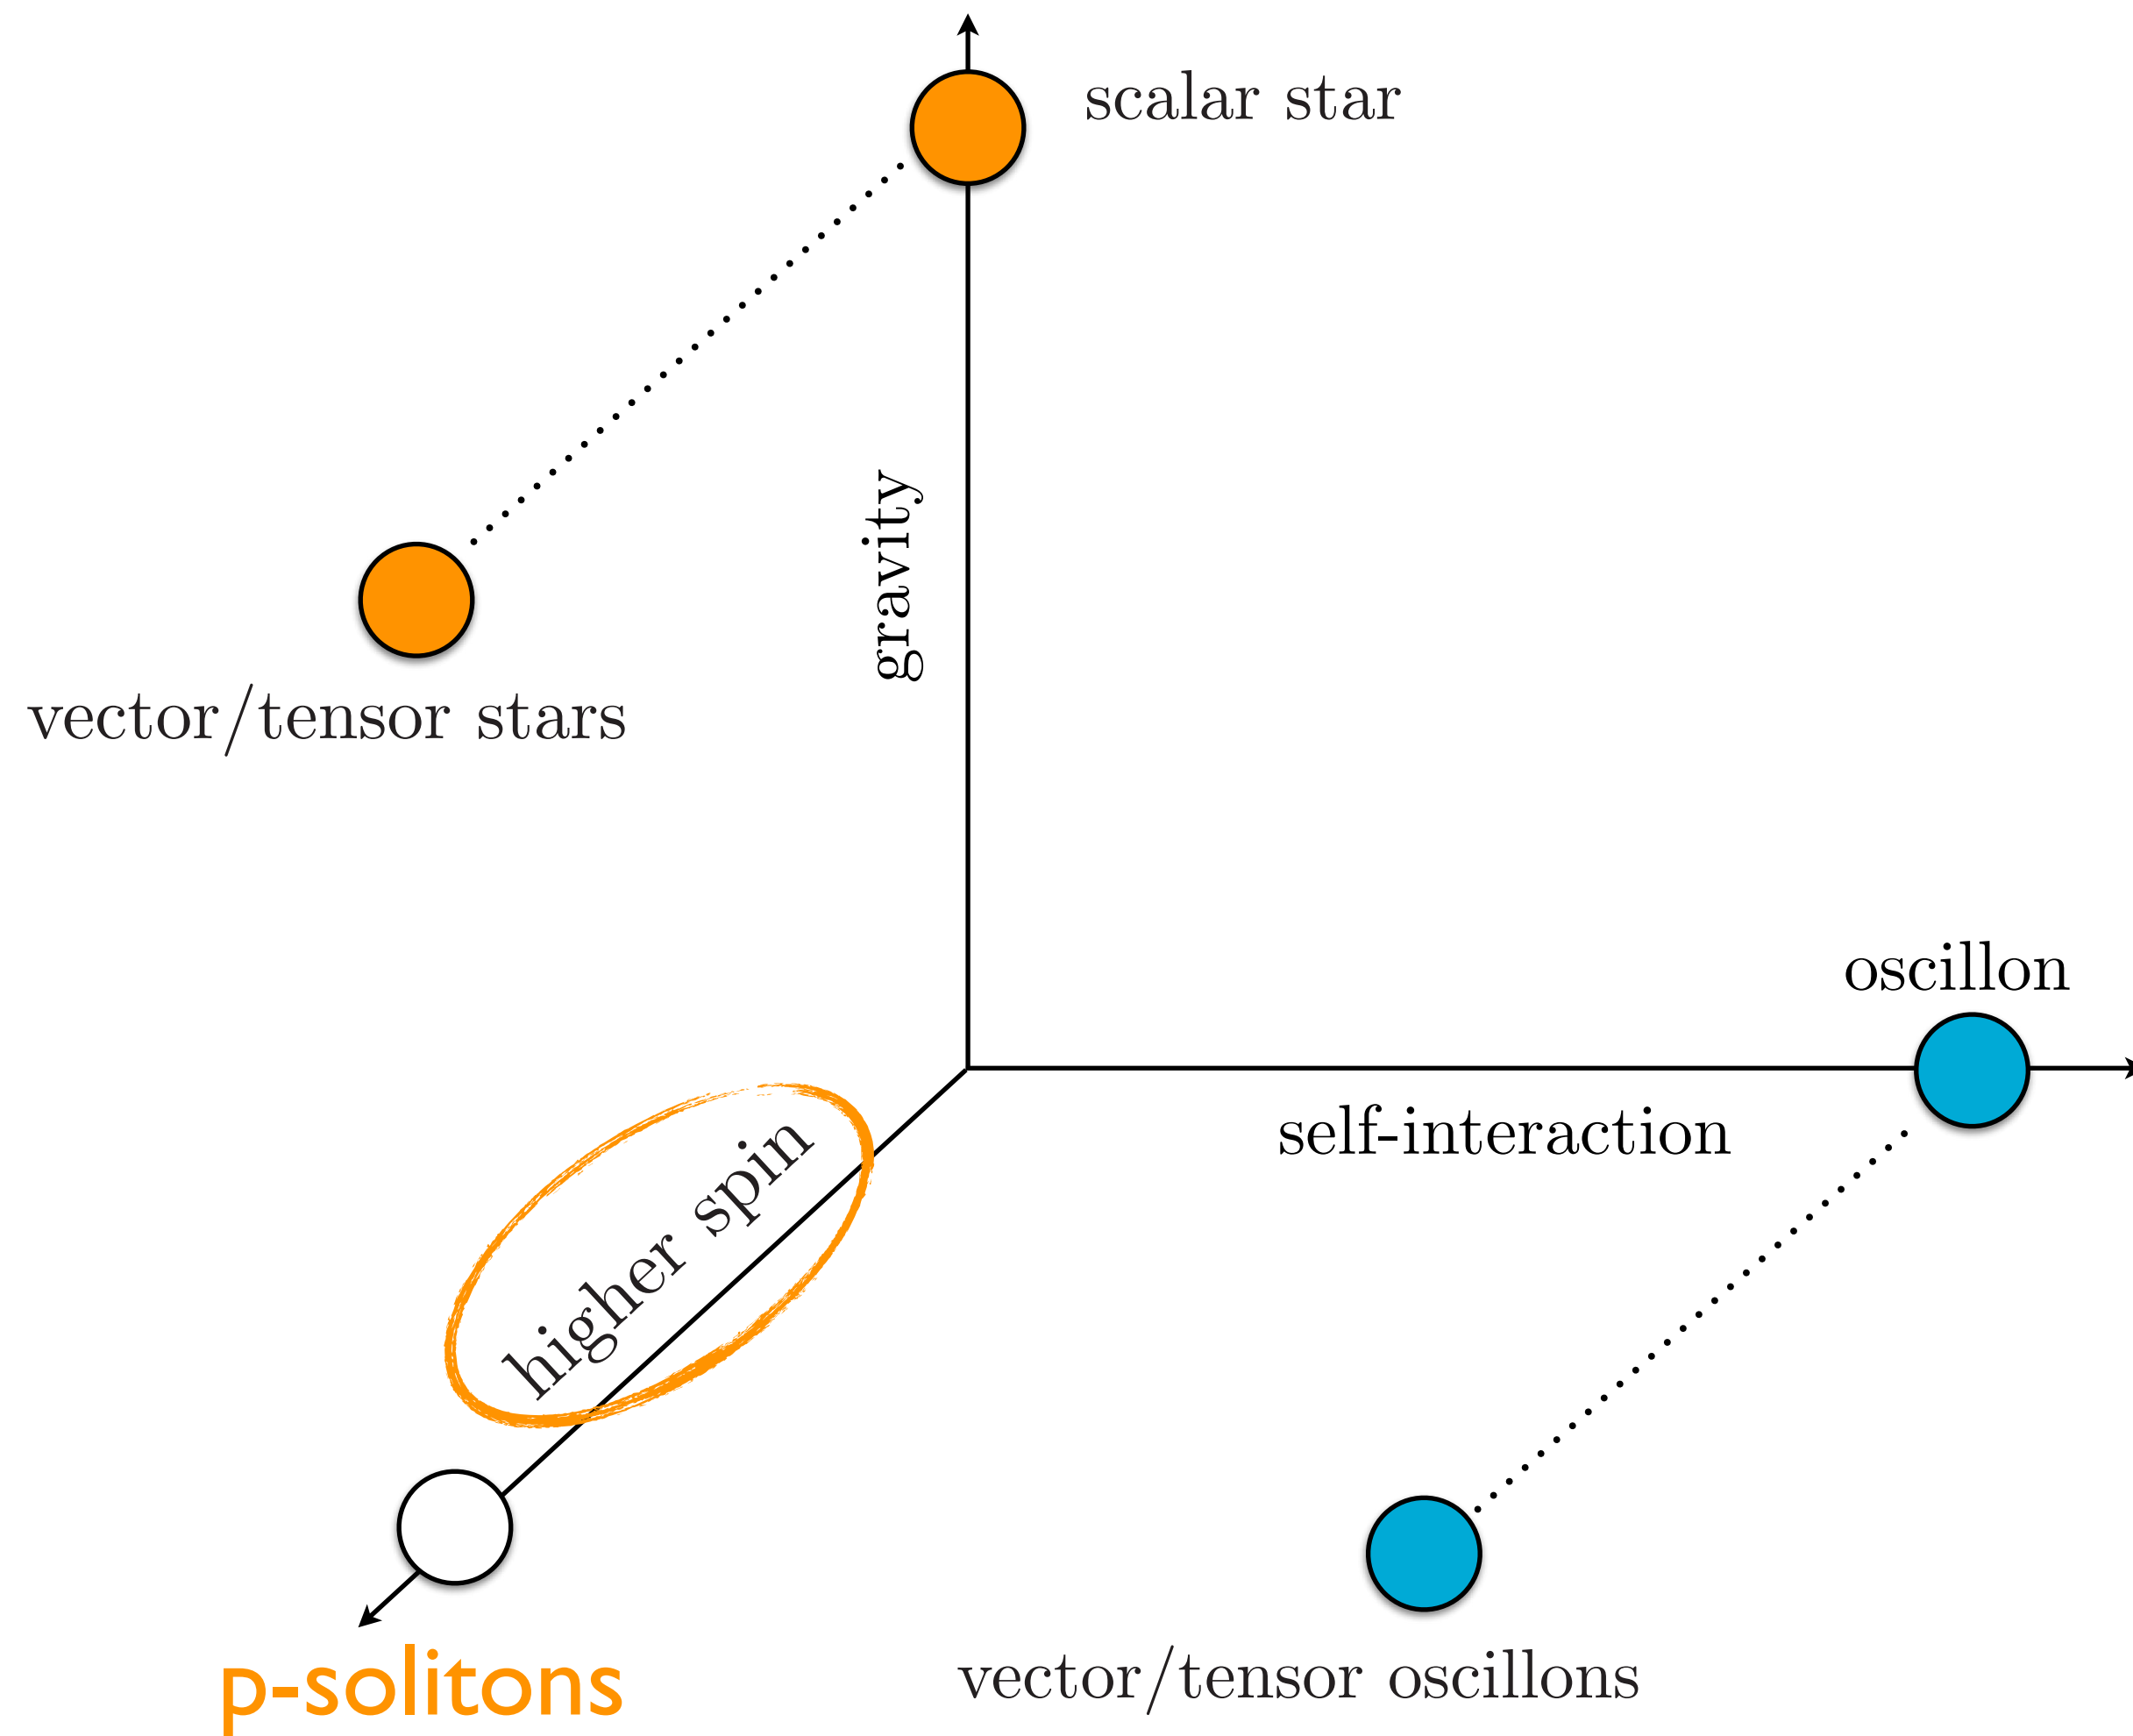 scalar star
gravity
vector/tensor stars
oscillon
self-interaction
higher spin
p-solitons
vector/tensor oscillons